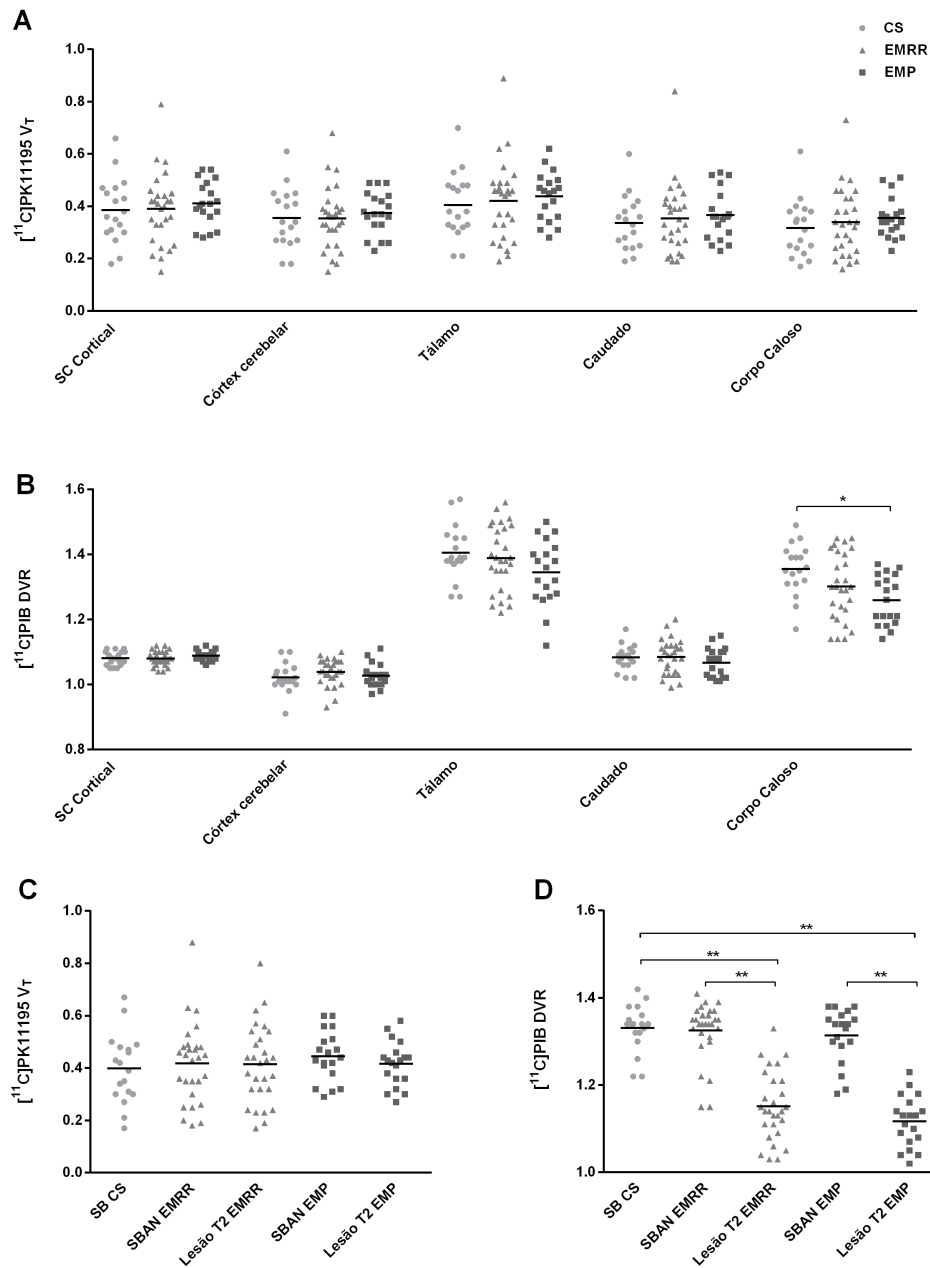 A
CS
EMRR
EMP
[¹¹C]PK11195 V_T
1.0
0.8
0.6
0.4
0.2
0.0
SC Cortical
Córtex cerebelar
Tálamo
Caudado
Corpo Caloso
B
[¹¹C]PIB DVR
1.6
1.4
1.2
1.0
0.8
*
SC Cortical
Córtex cerebelar
Tálamo
Caudado
Corpo Caloso
C
[¹¹C]PK11195 V_T
1.0
0.8
0.6
0.4
0.2
0.0
SB CS
SBAN EMRR
Lesão T2 EMRR
SBAN EMP
Lesão T2 EMP
D
[¹¹C]PIB DVR
1.6
1.4
1.2
1.0
**
**
**
**
SB CS
SBAN EMRR
Lesão T2 EMRR
SBAN EMP
Lesão T2 EMP